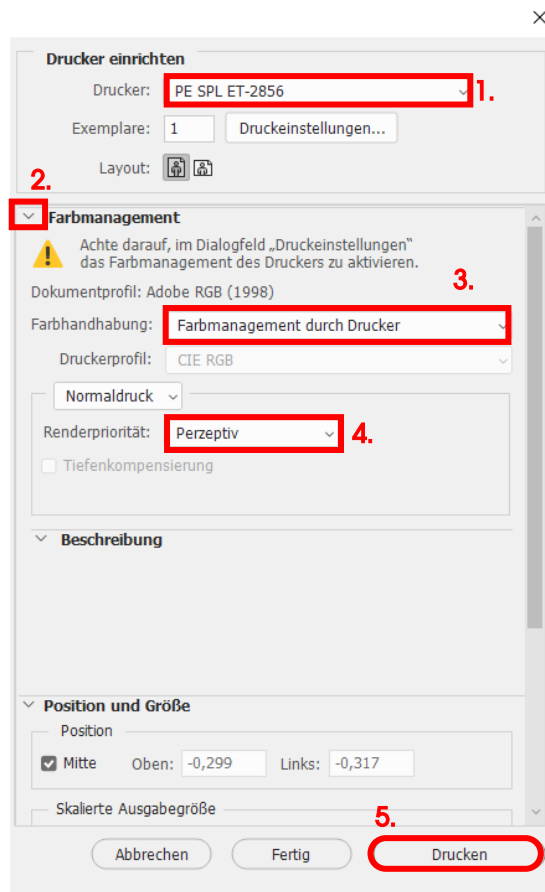 Drucker einrichten
Drucker: PE SPL ET-2856 1.
Exemplare: 1 Druckeinstellungen...
Layout:
2.
Farbmanagement
Achte darauf, im Dialogfeld „Druckeinstellungen“
das Farbmanagement des Druckers zu aktivieren.
3.
Dokumentprofil: Adobe RGB (1998)
Farbhandhabung: Farbmanagement durch Drucker
Druckerprofil: CIE RGB
Normaldruck
Renderpriorität: Perzeptiv 4.
Tiefenkompensierung
Beschreibung
Position und Größe
Position
Mitte Oben: -0,299 Links: -0,317
Skalierte Ausgabegröße
5.
Abbrechen Fertig Drucken